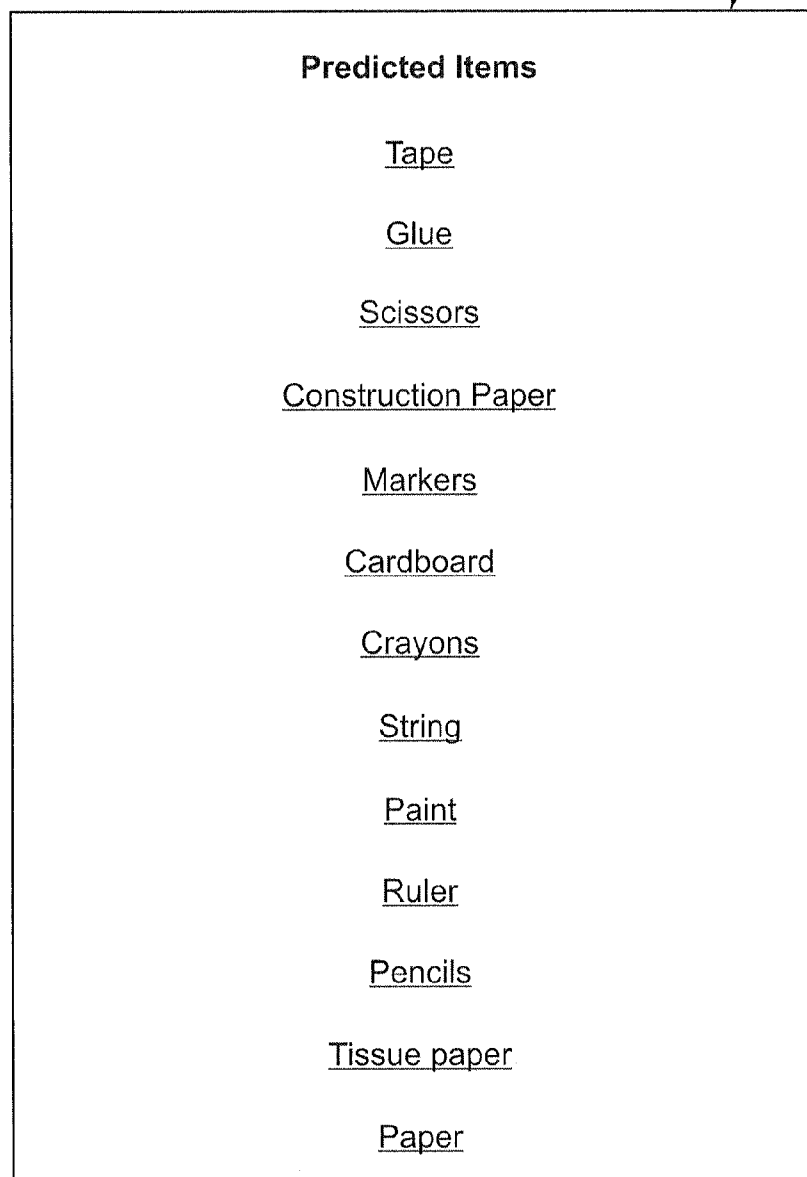 Predicted Items
Tape
Glue
Scissors
Construction Paper
Markers
Cardboard
Crayons
String
Paint
Ruler
Pencils
Tissue paper
Paper